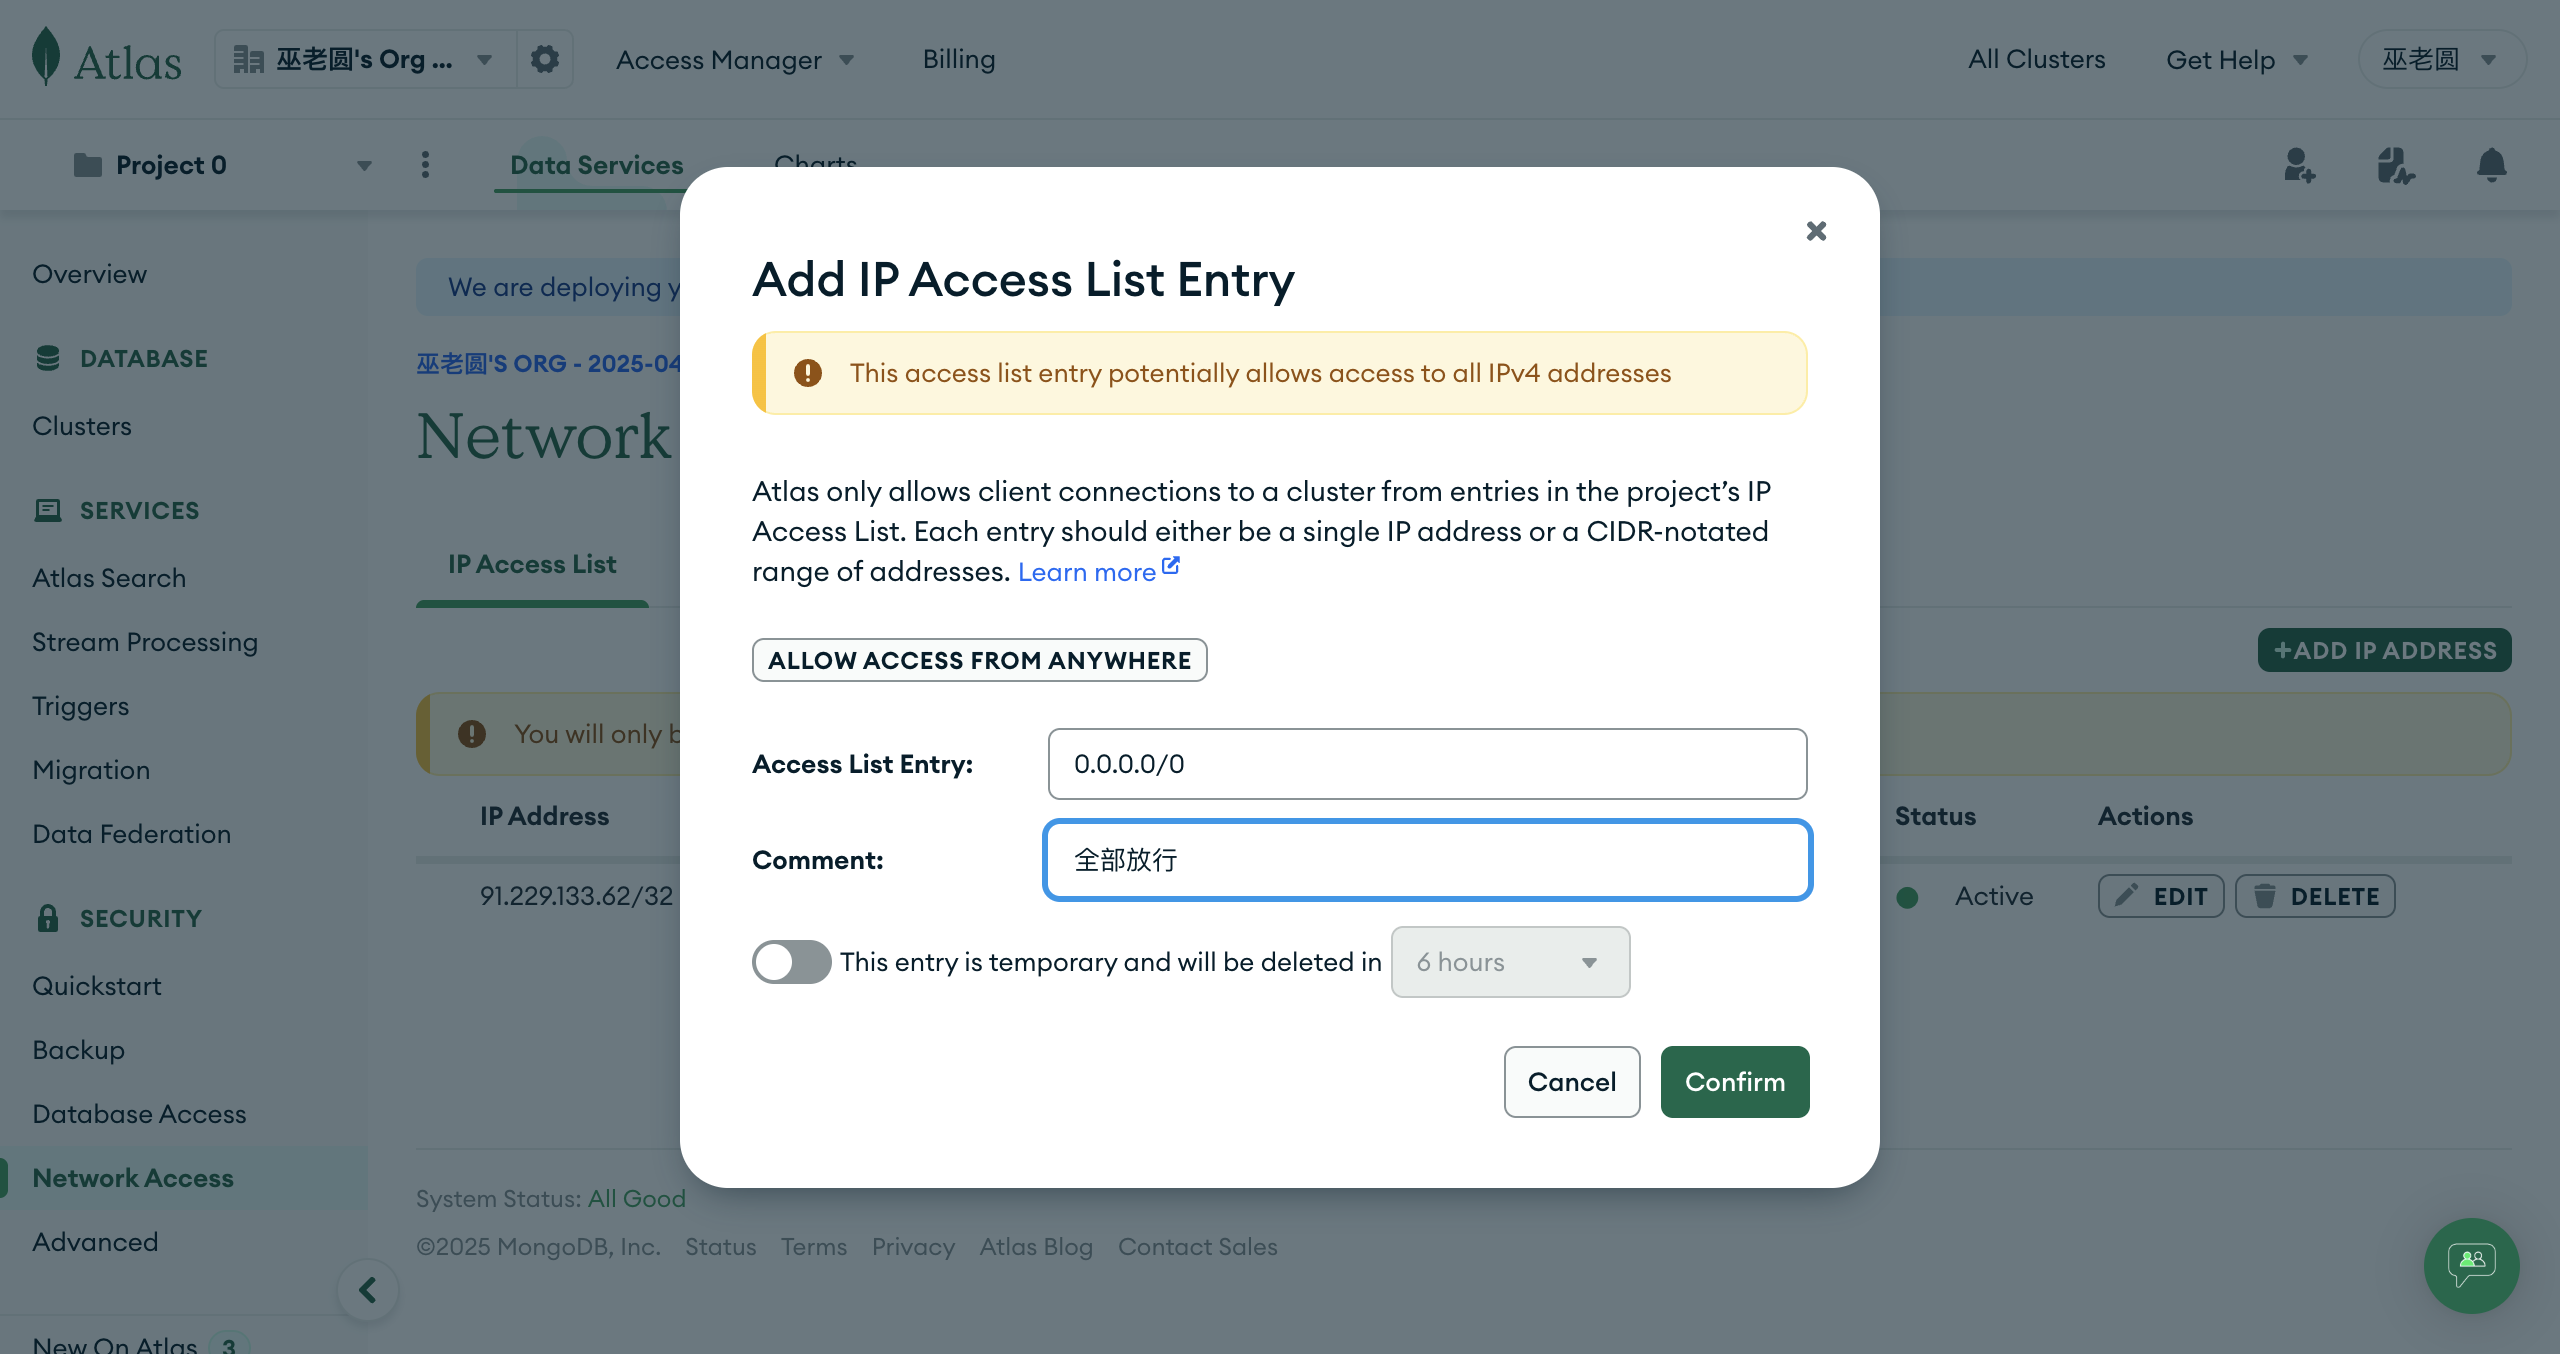 Atlas
巫老圆's Org ...
Access Manager
Billing
All Clusters
Get Help
巫老圆
Project 0
Data Services
Charts
Overview
DATABASE
Clusters
SERVICES
Atlas Search
Stream Processing
Triggers
Migration
Data Federation
SECURITY
Quickstart
Backup
Database Access
Network Access
Advanced
New On Atlas 3
We are deploying
巫老圆'S ORG - 2025-04
Network
IP Access List
+ADD IP ADDRESS
You will only
IP Address
Status
Actions
91.229.133.62/32
Active
EDIT
DELETE
Add IP Access List Entry
This access list entry potentially allows access to all IPv4 addresses
Atlas only allows client connections to a cluster from entries in the project’s IP
Access List. Each entry should either be a single IP address or a CIDR-notated
range of addresses. Learn more
ALLOW ACCESS FROM ANYWHERE
Access List Entry:
0.0.0.0/0
Comment:
全部放行
This entry is temporary and will be deleted in
6 hours
Cancel
Confirm
System Status: All Good
©2025 MongoDB, Inc. Status Terms Privacy Atlas Blog Contact Sales